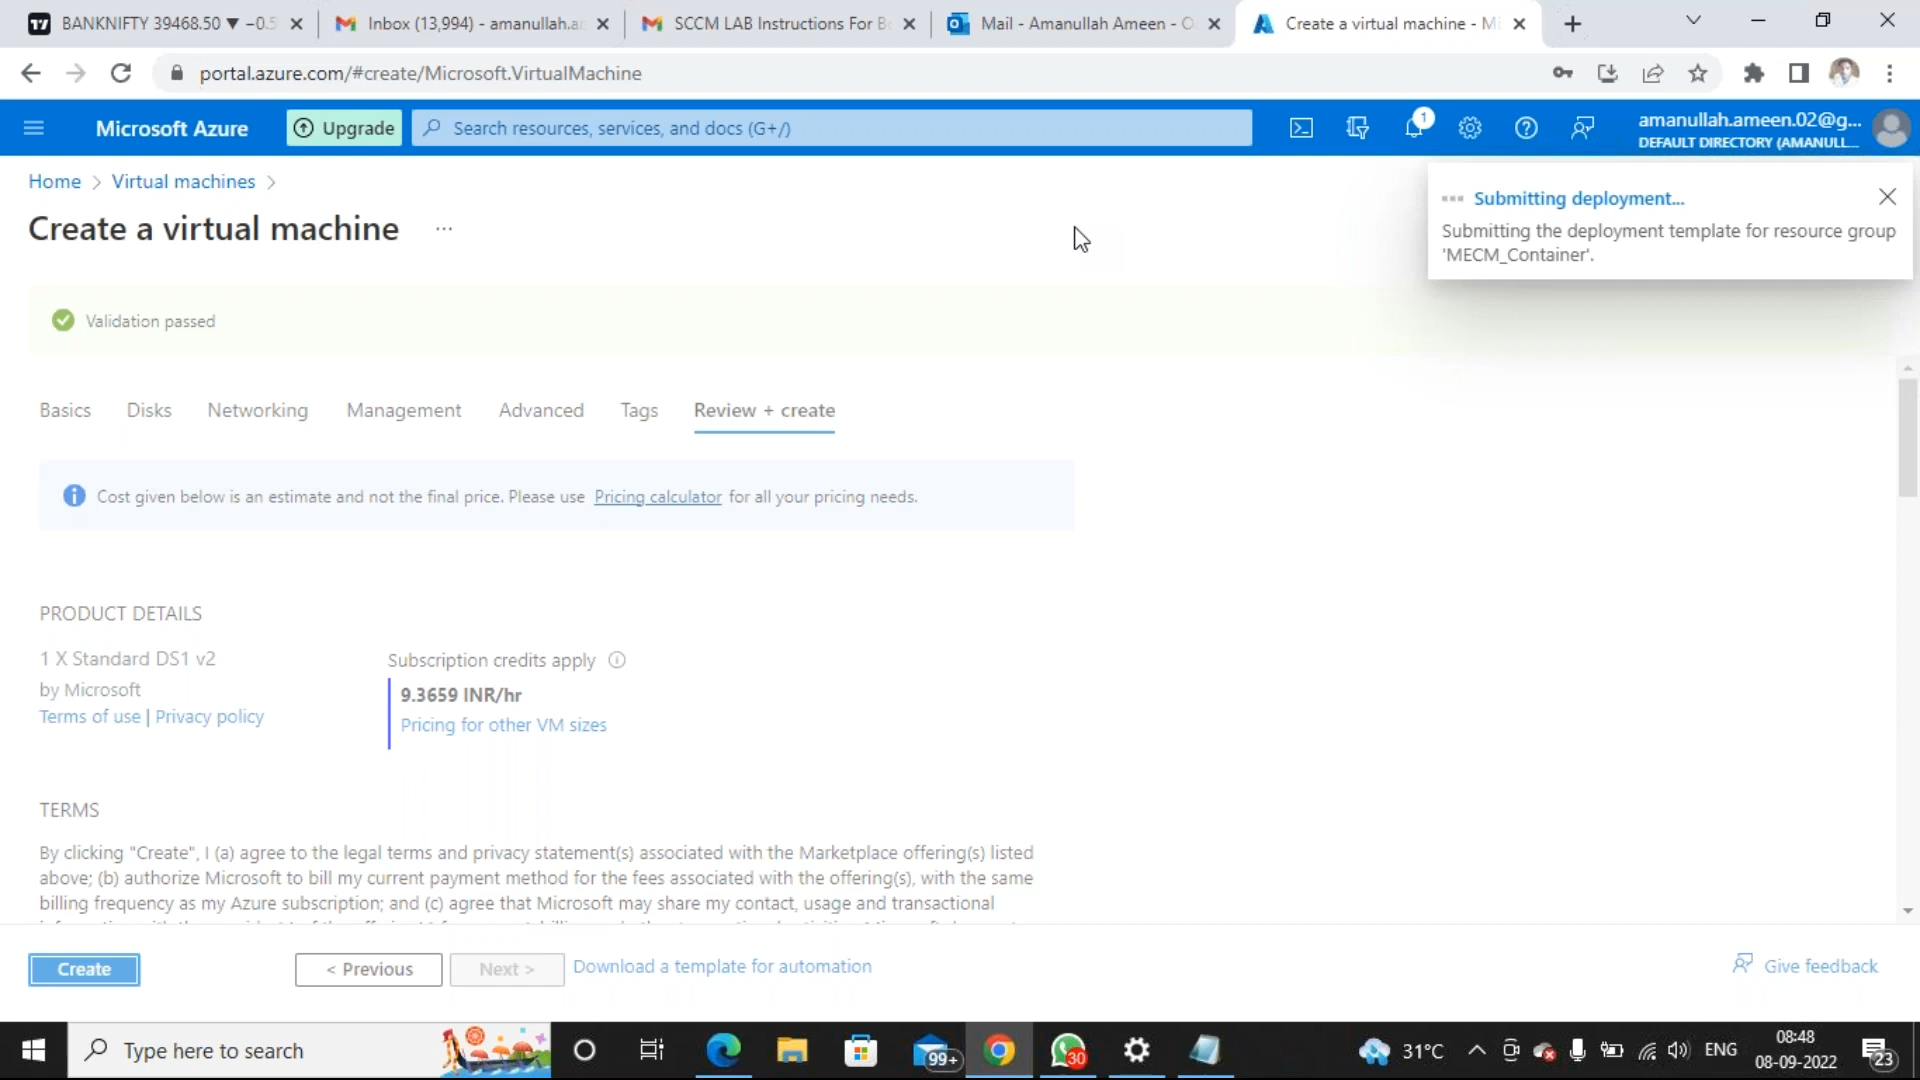 BANKNIFTY 39468.50 ▼ −0.5
Inbox (13,994) - amanullah.a
SCCM LAB Instructions For B
Mail - Amanullah Ameen - O
Create a virtual machine - M
portal.azure.com/#create/Microsoft.VirtualMachine
Microsoft Azure
Upgrade
Search resources, services, and docs (G+/)
1
amanullah.ameen.02@g...
DEFAULT DIRECTORY (AMANULL...
Home > Virtual machines >
Create a virtual machine ...
Submitting deployment...
Submitting the deployment template for resource group
'MECM_Container'.
Validation passed
Basics Disks Networking Management Advanced Tags Review + create
Cost given below is an estimate and not the final price. Please use Pricing calculator for all your pricing needs.
PRODUCT DETAILS
1 X Standard DS1 v2
by Microsoft
Terms of use | Privacy policy
Subscription credits apply
9.3659 INR/hr
Pricing for other VM sizes
TERMS
By clicking "Create", I (a) agree to the legal terms and privacy statement(s) associated with the Marketplace offering(s) listed
above; (b) authorize Microsoft to bill my current payment method for the fees associated with the offering(s), with the same
billing frequency as my Azure subscription; and (c) agree that Microsoft may share my contact, usage and transactional
Create
< Previous
Next >
Download a template for automation
Give feedback
Type here to search
99+
30
31°C
ENG
08:48
08-09-2022
23